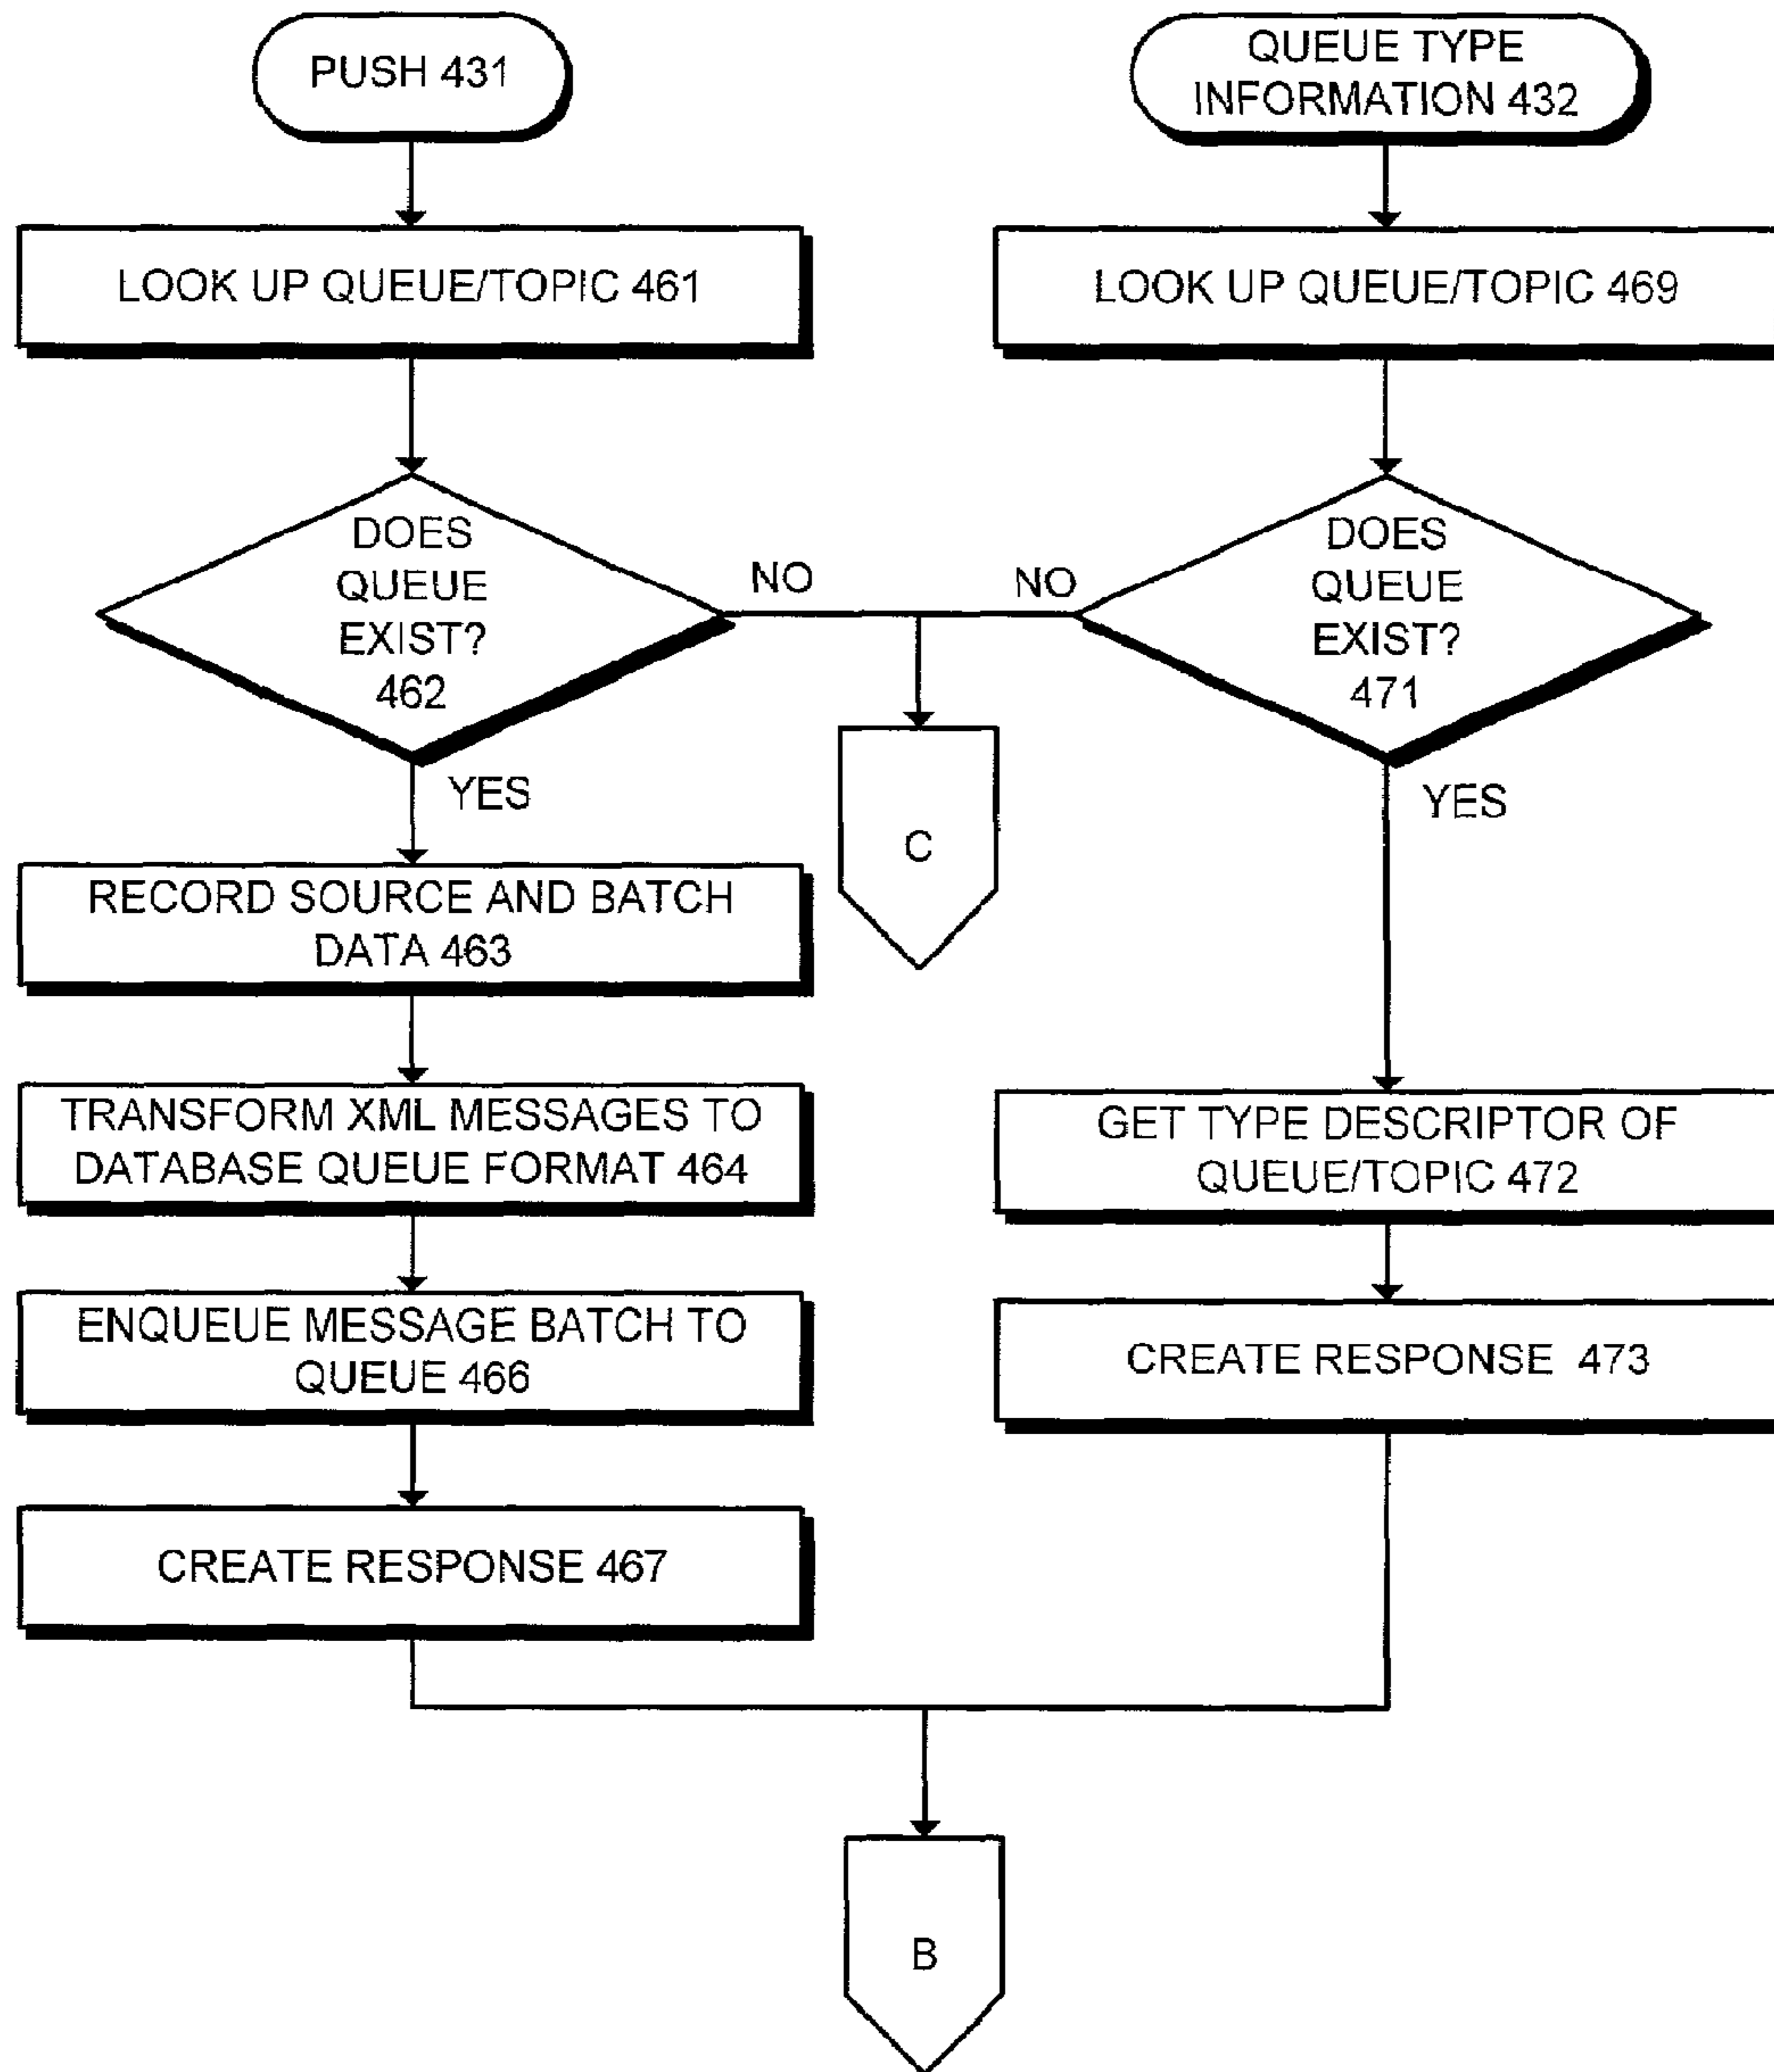 PUSH 431
LOOK UP QUEUE/TOPIC 461
DOES
QUEUE
EXIST?
462
NO
YES
RECORD SOURCE AND BATCH
DATA 463
TRANSFORM XML MESSAGES TO
DATABASE QUEUE FORMAT 464
ENQUEUE MESSAGE BATCH TO
QUEUE 466
CREATE RESPONSE 467
QUEUE TYPE
INFORMATION 432
LOOK UP QUEUE/TOPIC 469
DOES
QUEUE
EXIST?
471
NO
YES
GET TYPE DESCRIPTOR OF
QUEUE/TOPIC 472
CREATE RESPONSE 473
C
B